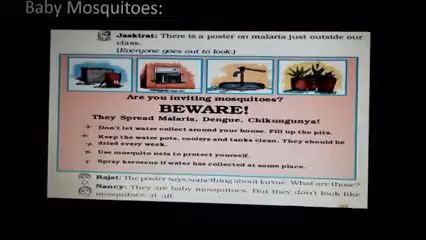 Baby Mosquitoes:
Jaskirat: There is a poster on malaria just outside our
class.
(Everyone goes out to look.)
Are you inviting mosquitoes?
BEWARE!
They Spread Malaria, Dengue, Chikungunya!
Don't let water collect around your house. Fill up the pits.
Keep the water pots, coolers and tanks clean. They should be
dried every week.
Use mosquito nets to protect yourself.
Spray kerosene if water has collected at some place.
Rajat: The poster says something about larvae. What are those?
Nancy: They are baby mosquitoes. But they don't look like
mosquitoes at all.